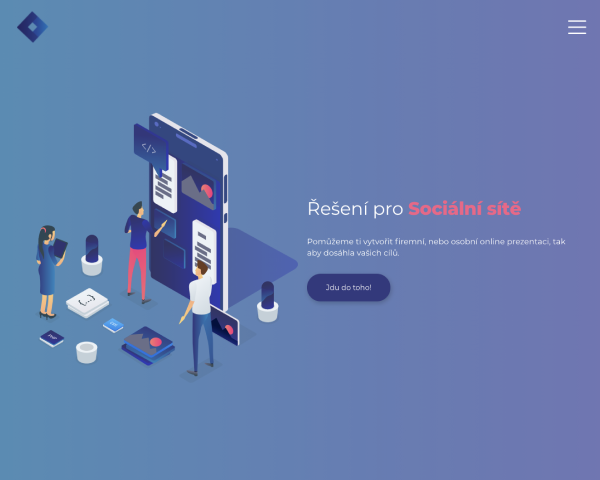 </>
Řešení pro Sociální sítě
Pomůžeme ti vytvořit firemní, nebo osobní online prezentaci, tak
aby dosáhla vašich cílů.
Jdu do toho!
{...}
PHP